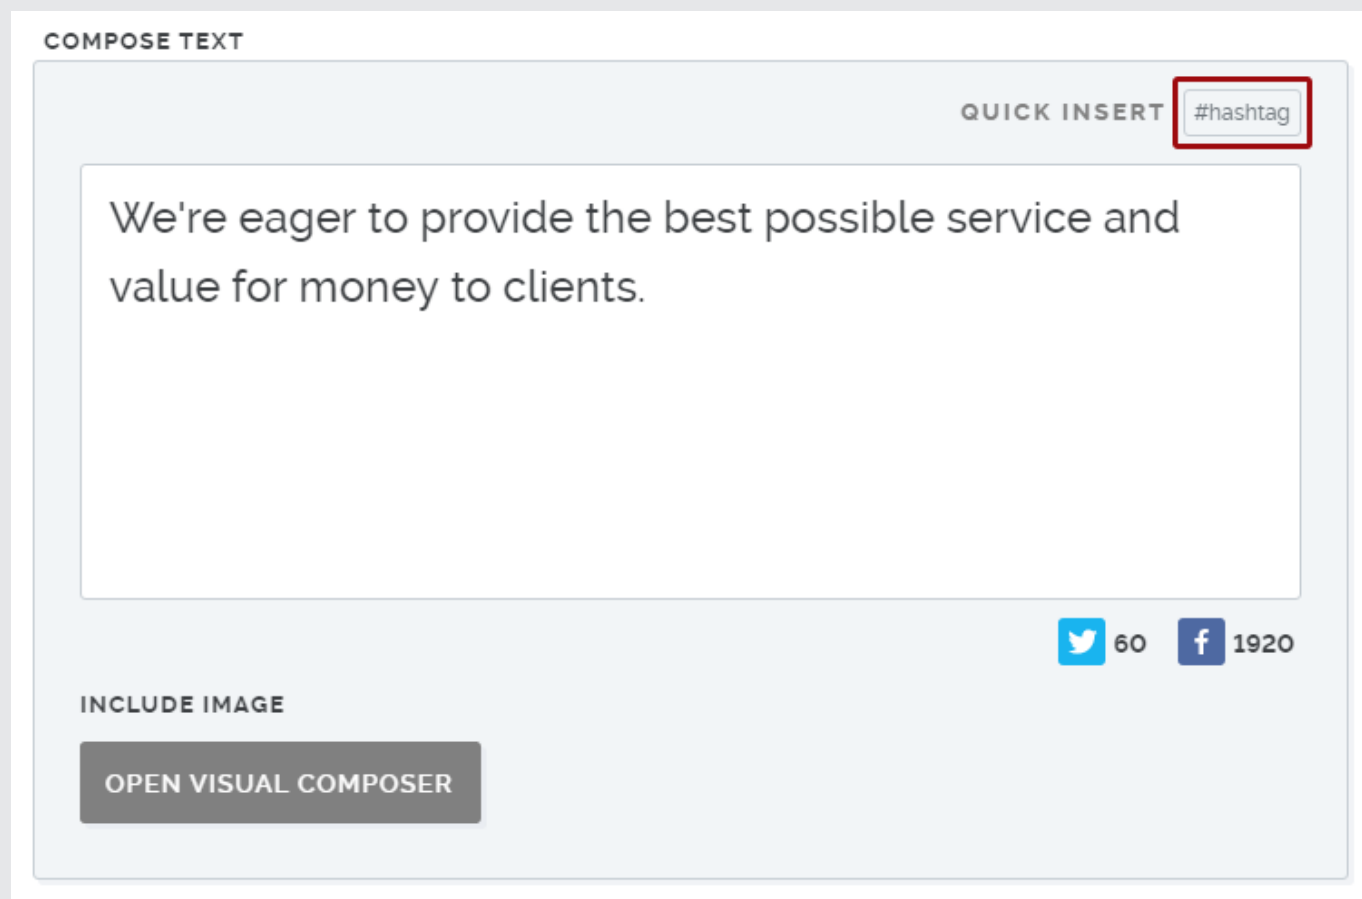 COMPOSE TEXT
QUICK INSERT #hashtag
We're eager to provide the best possible service and
value for money to clients.
60 1920
INCLUDE IMAGE
OPEN VISUAL COMPOSER